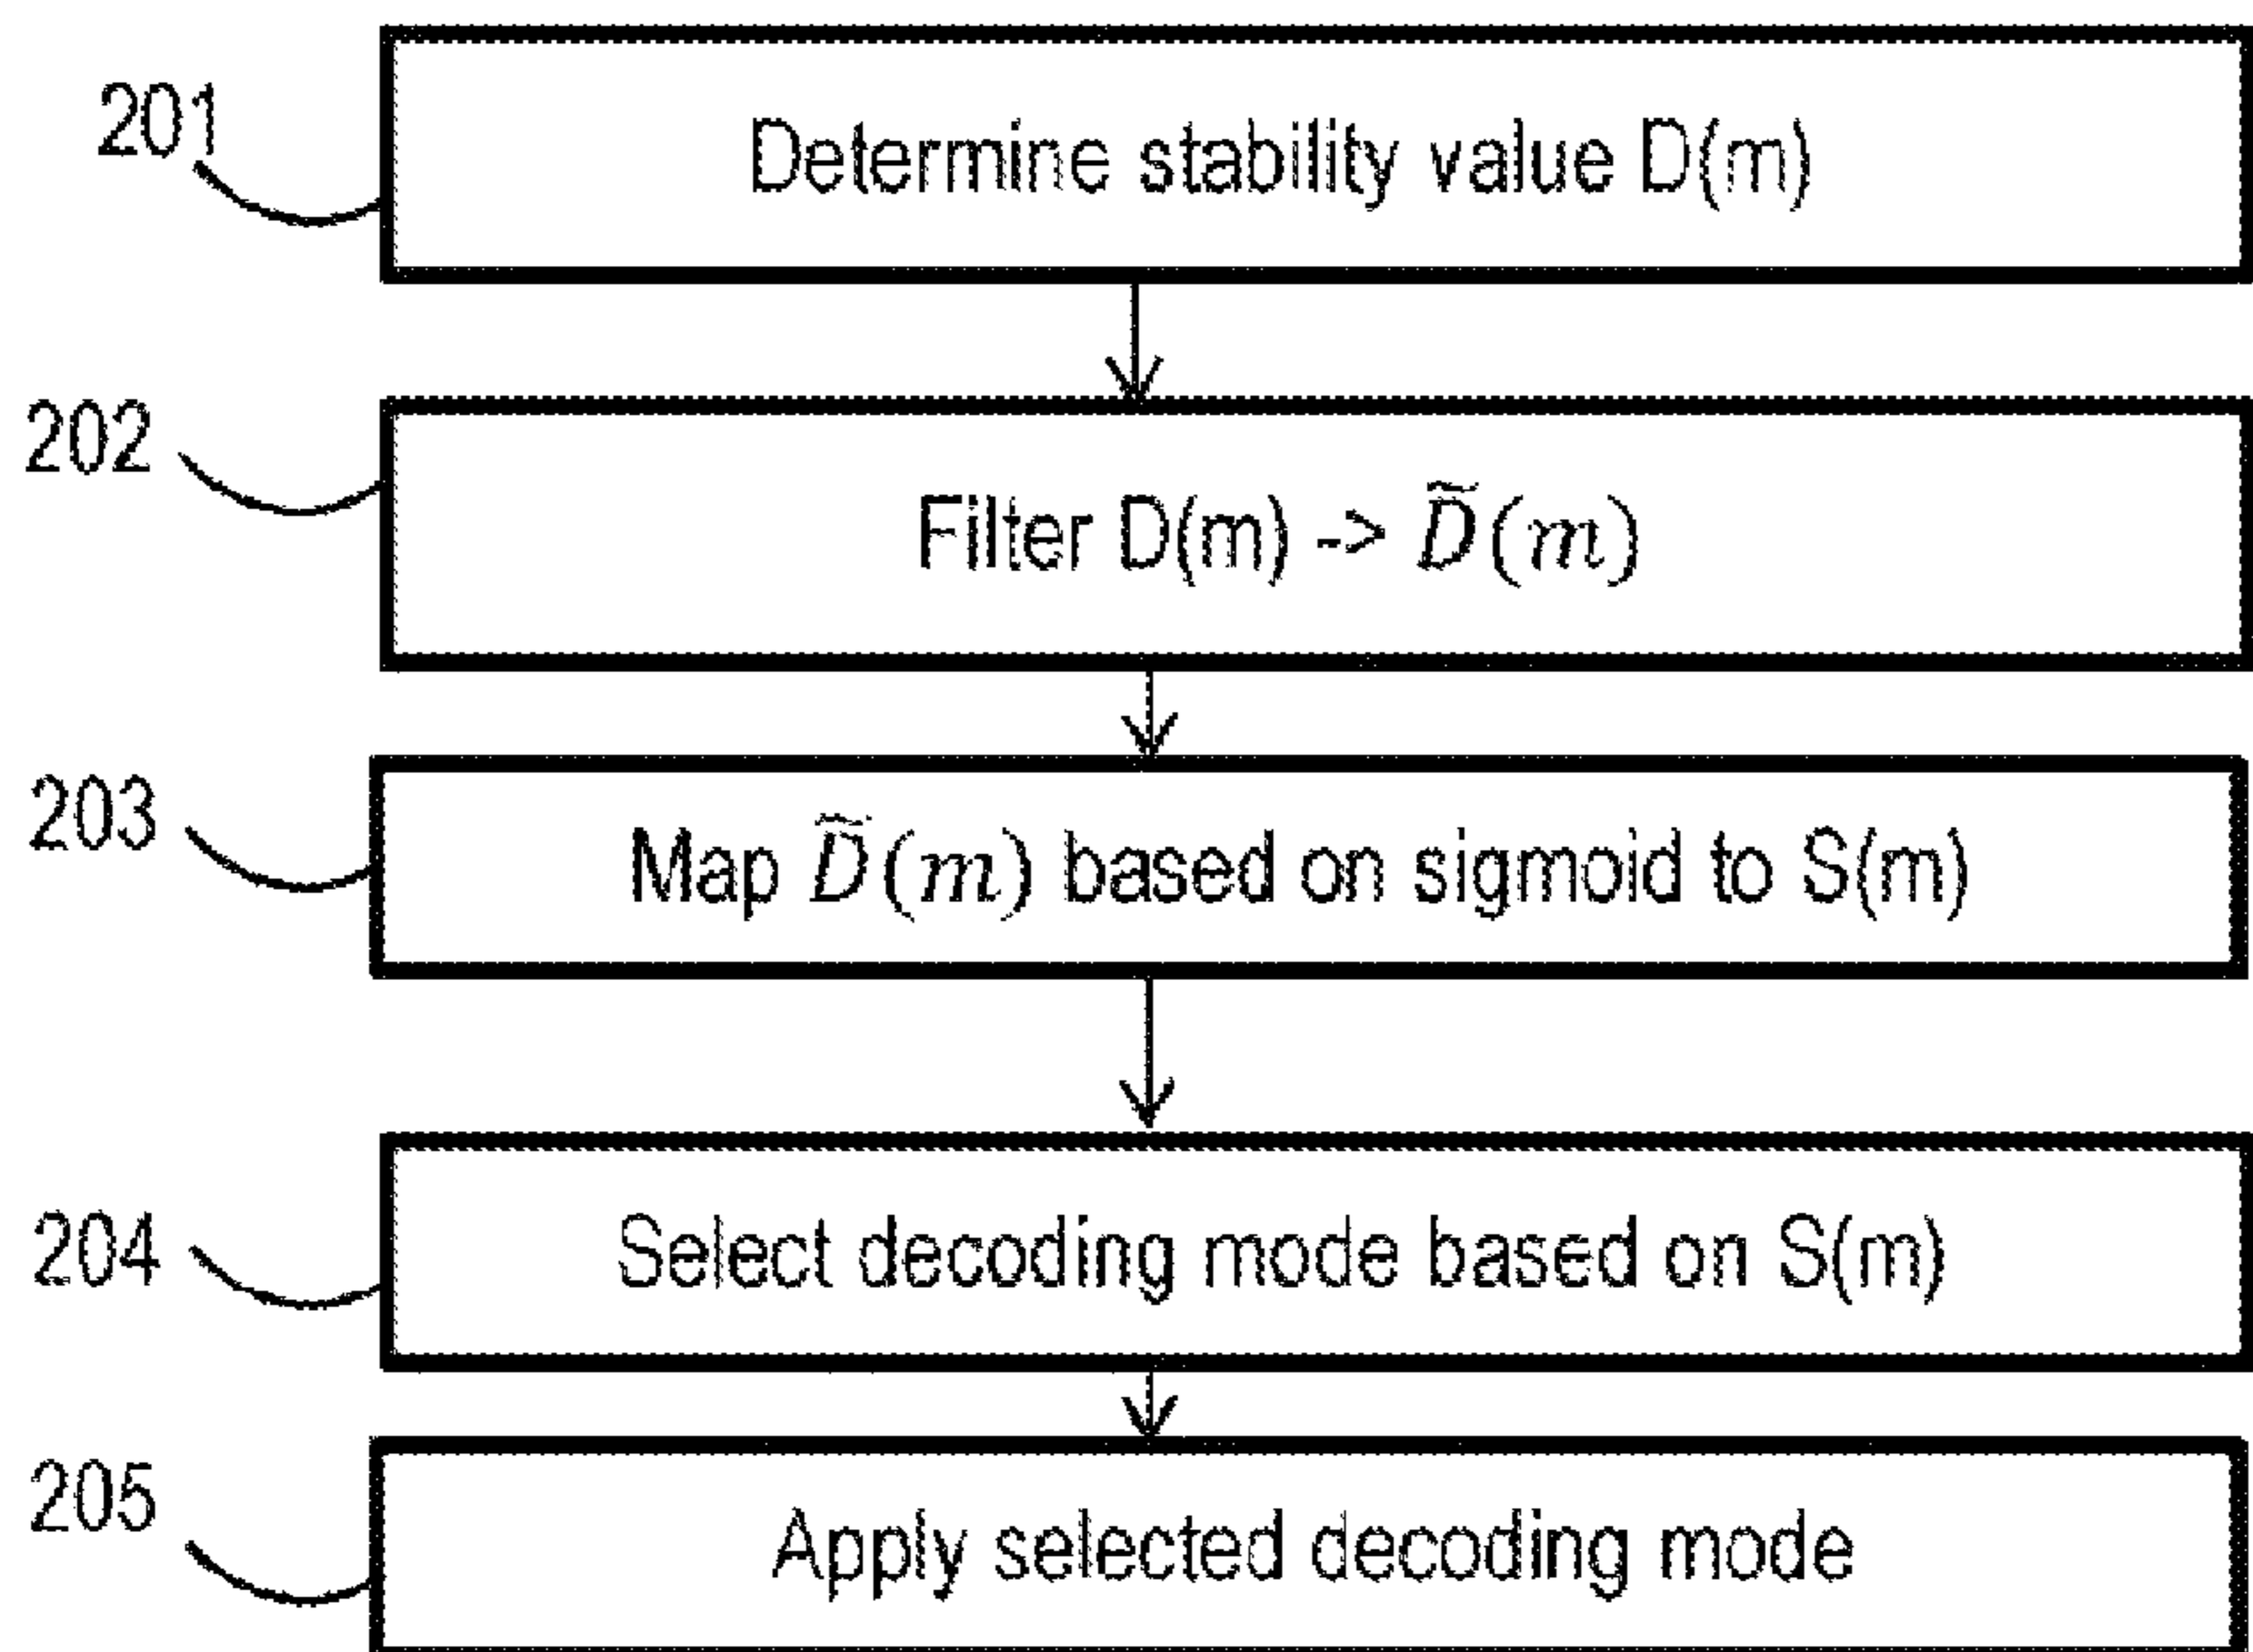 201
Determine stability value D(m)
202
Filter D(m) -> D̃(m)
203
Map D̃(m) based on sigmoid to S(m)
204
Select decoding mode based on S(m)
205
Apply selected decoding mode